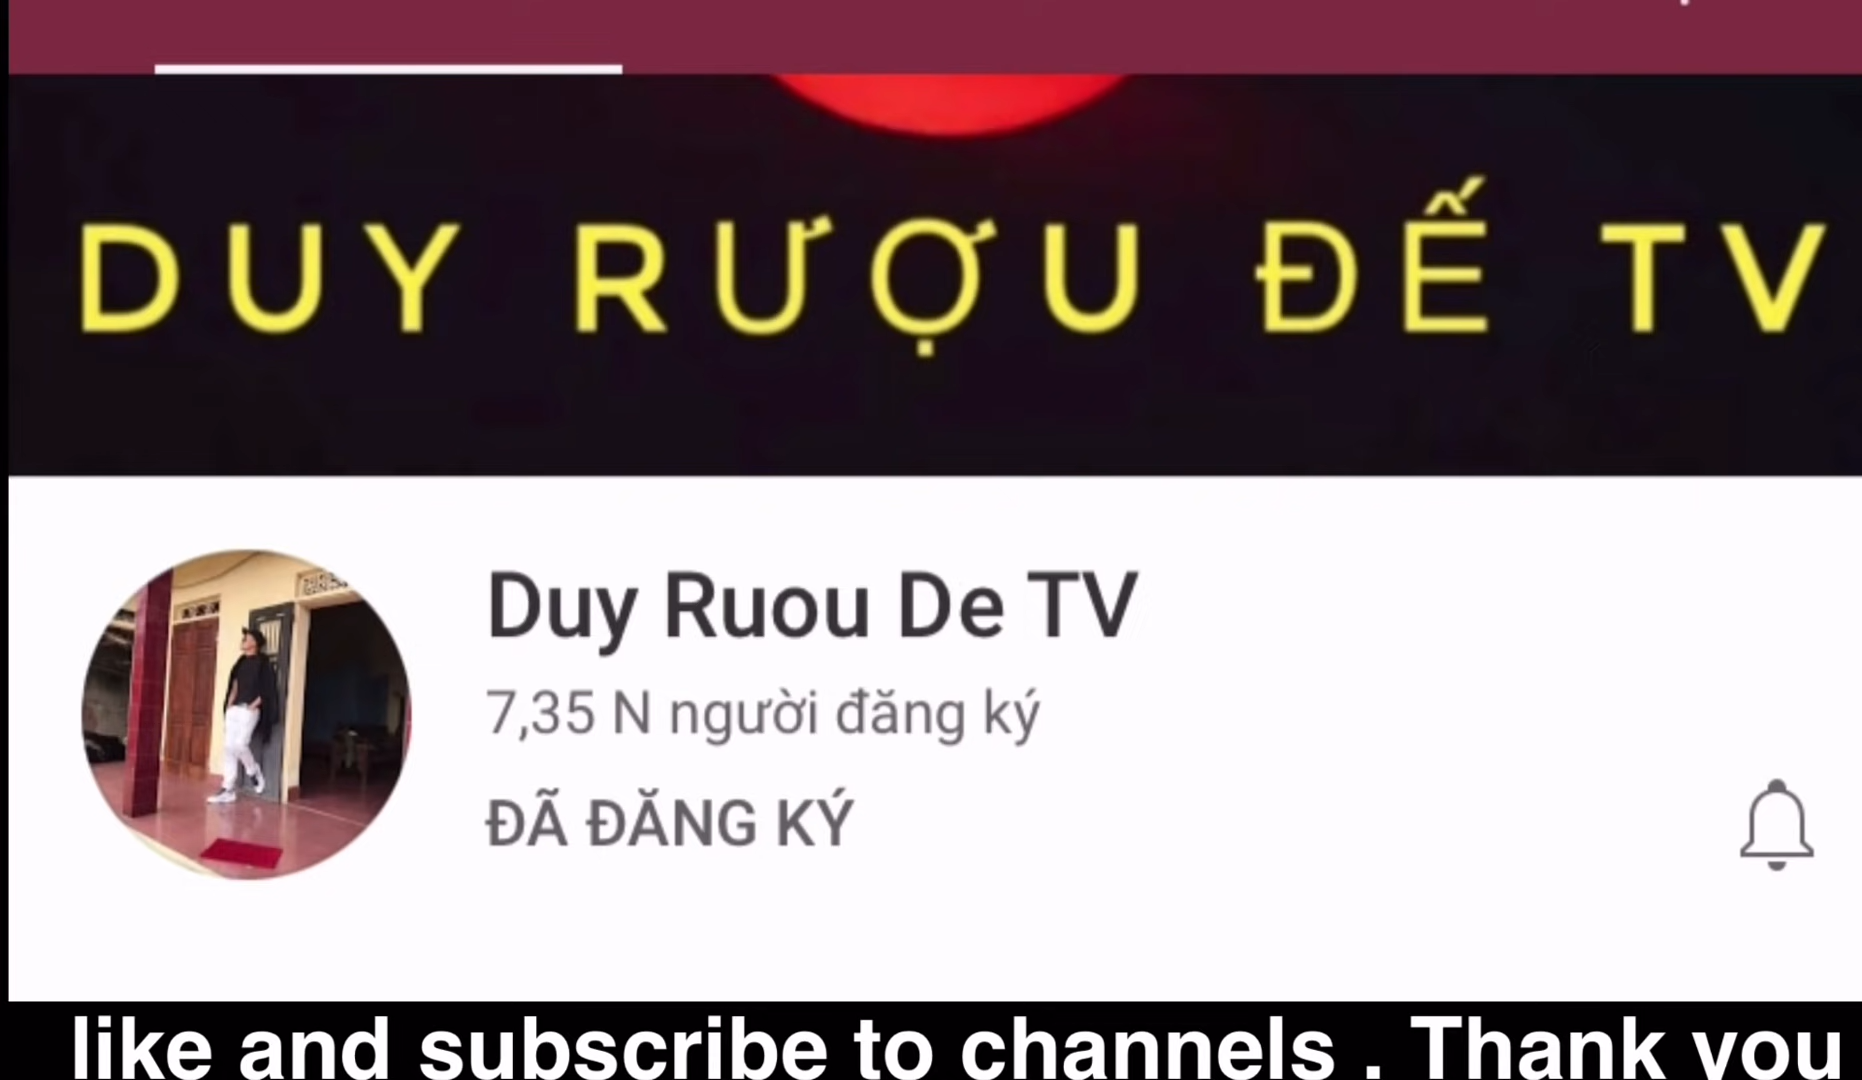 DUY RƯỢU ĐẾ TV
Duy Ruou De TV
7,35 N người đăng ký
ĐÃ ĐĂNG KÝ
like and subscribe to channels . Thank you